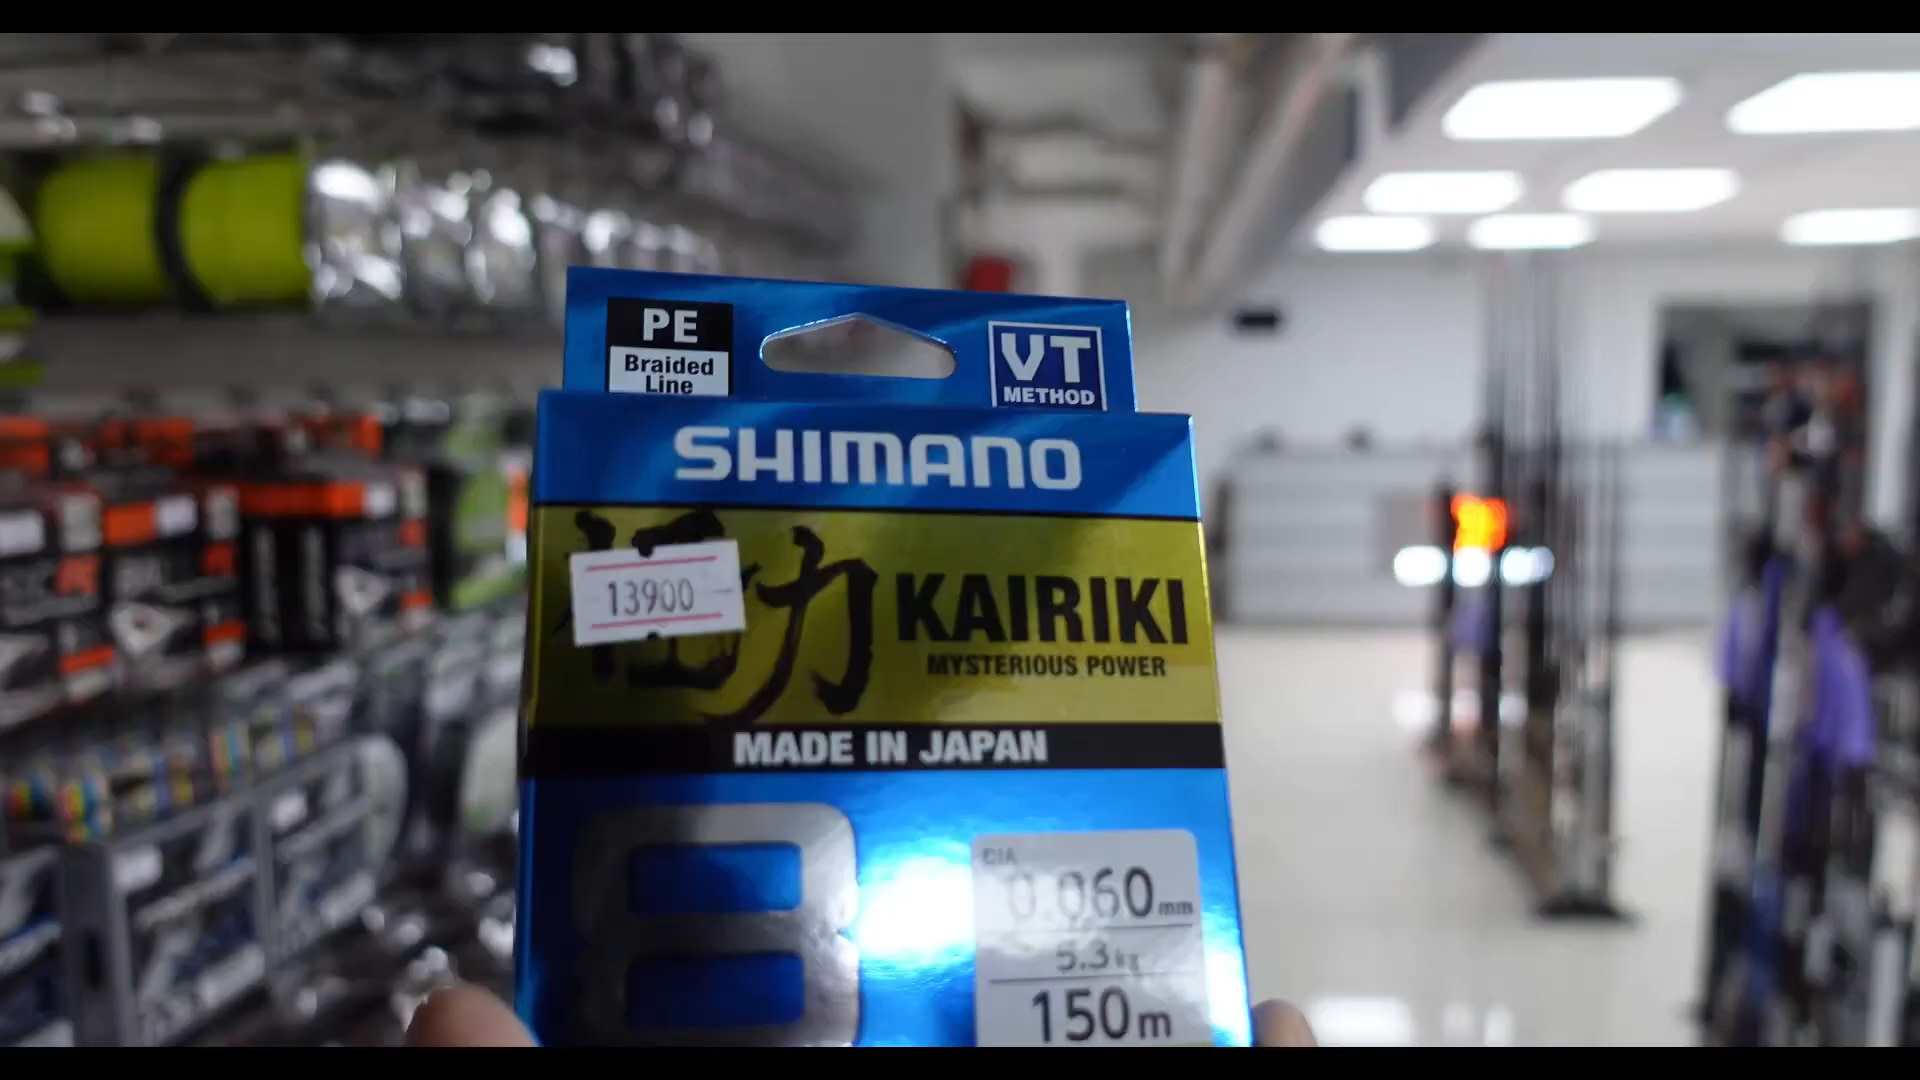 PE
Braided
Line
VT
METHOD
SHIMANO
13900
力
KAIRIKI
MYSTERIOUS POWER
MADE IN JAPAN
8
DIA.
0.060mm
5.3kg
150m